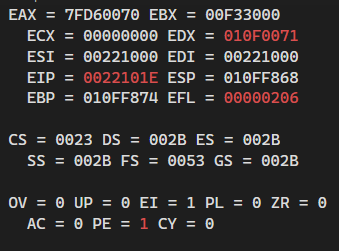 EAX = 7FD60070 EBX = 00F33000
ECX = 00000000 EDX = 010F0071
ESI = 00221000 EDI = 00221000
EIP = 0022101E ESP = 010FF868
EBP = 010FF874 EFL = 00000206
CS = 0023 DS = 002B ES = 002B
SS = 002B FS = 0053 GS = 002B
OV = 0 UP = 0 EI = 1 PL = 0 ZR = 0
AC = 0 PE = 1 CY = 0